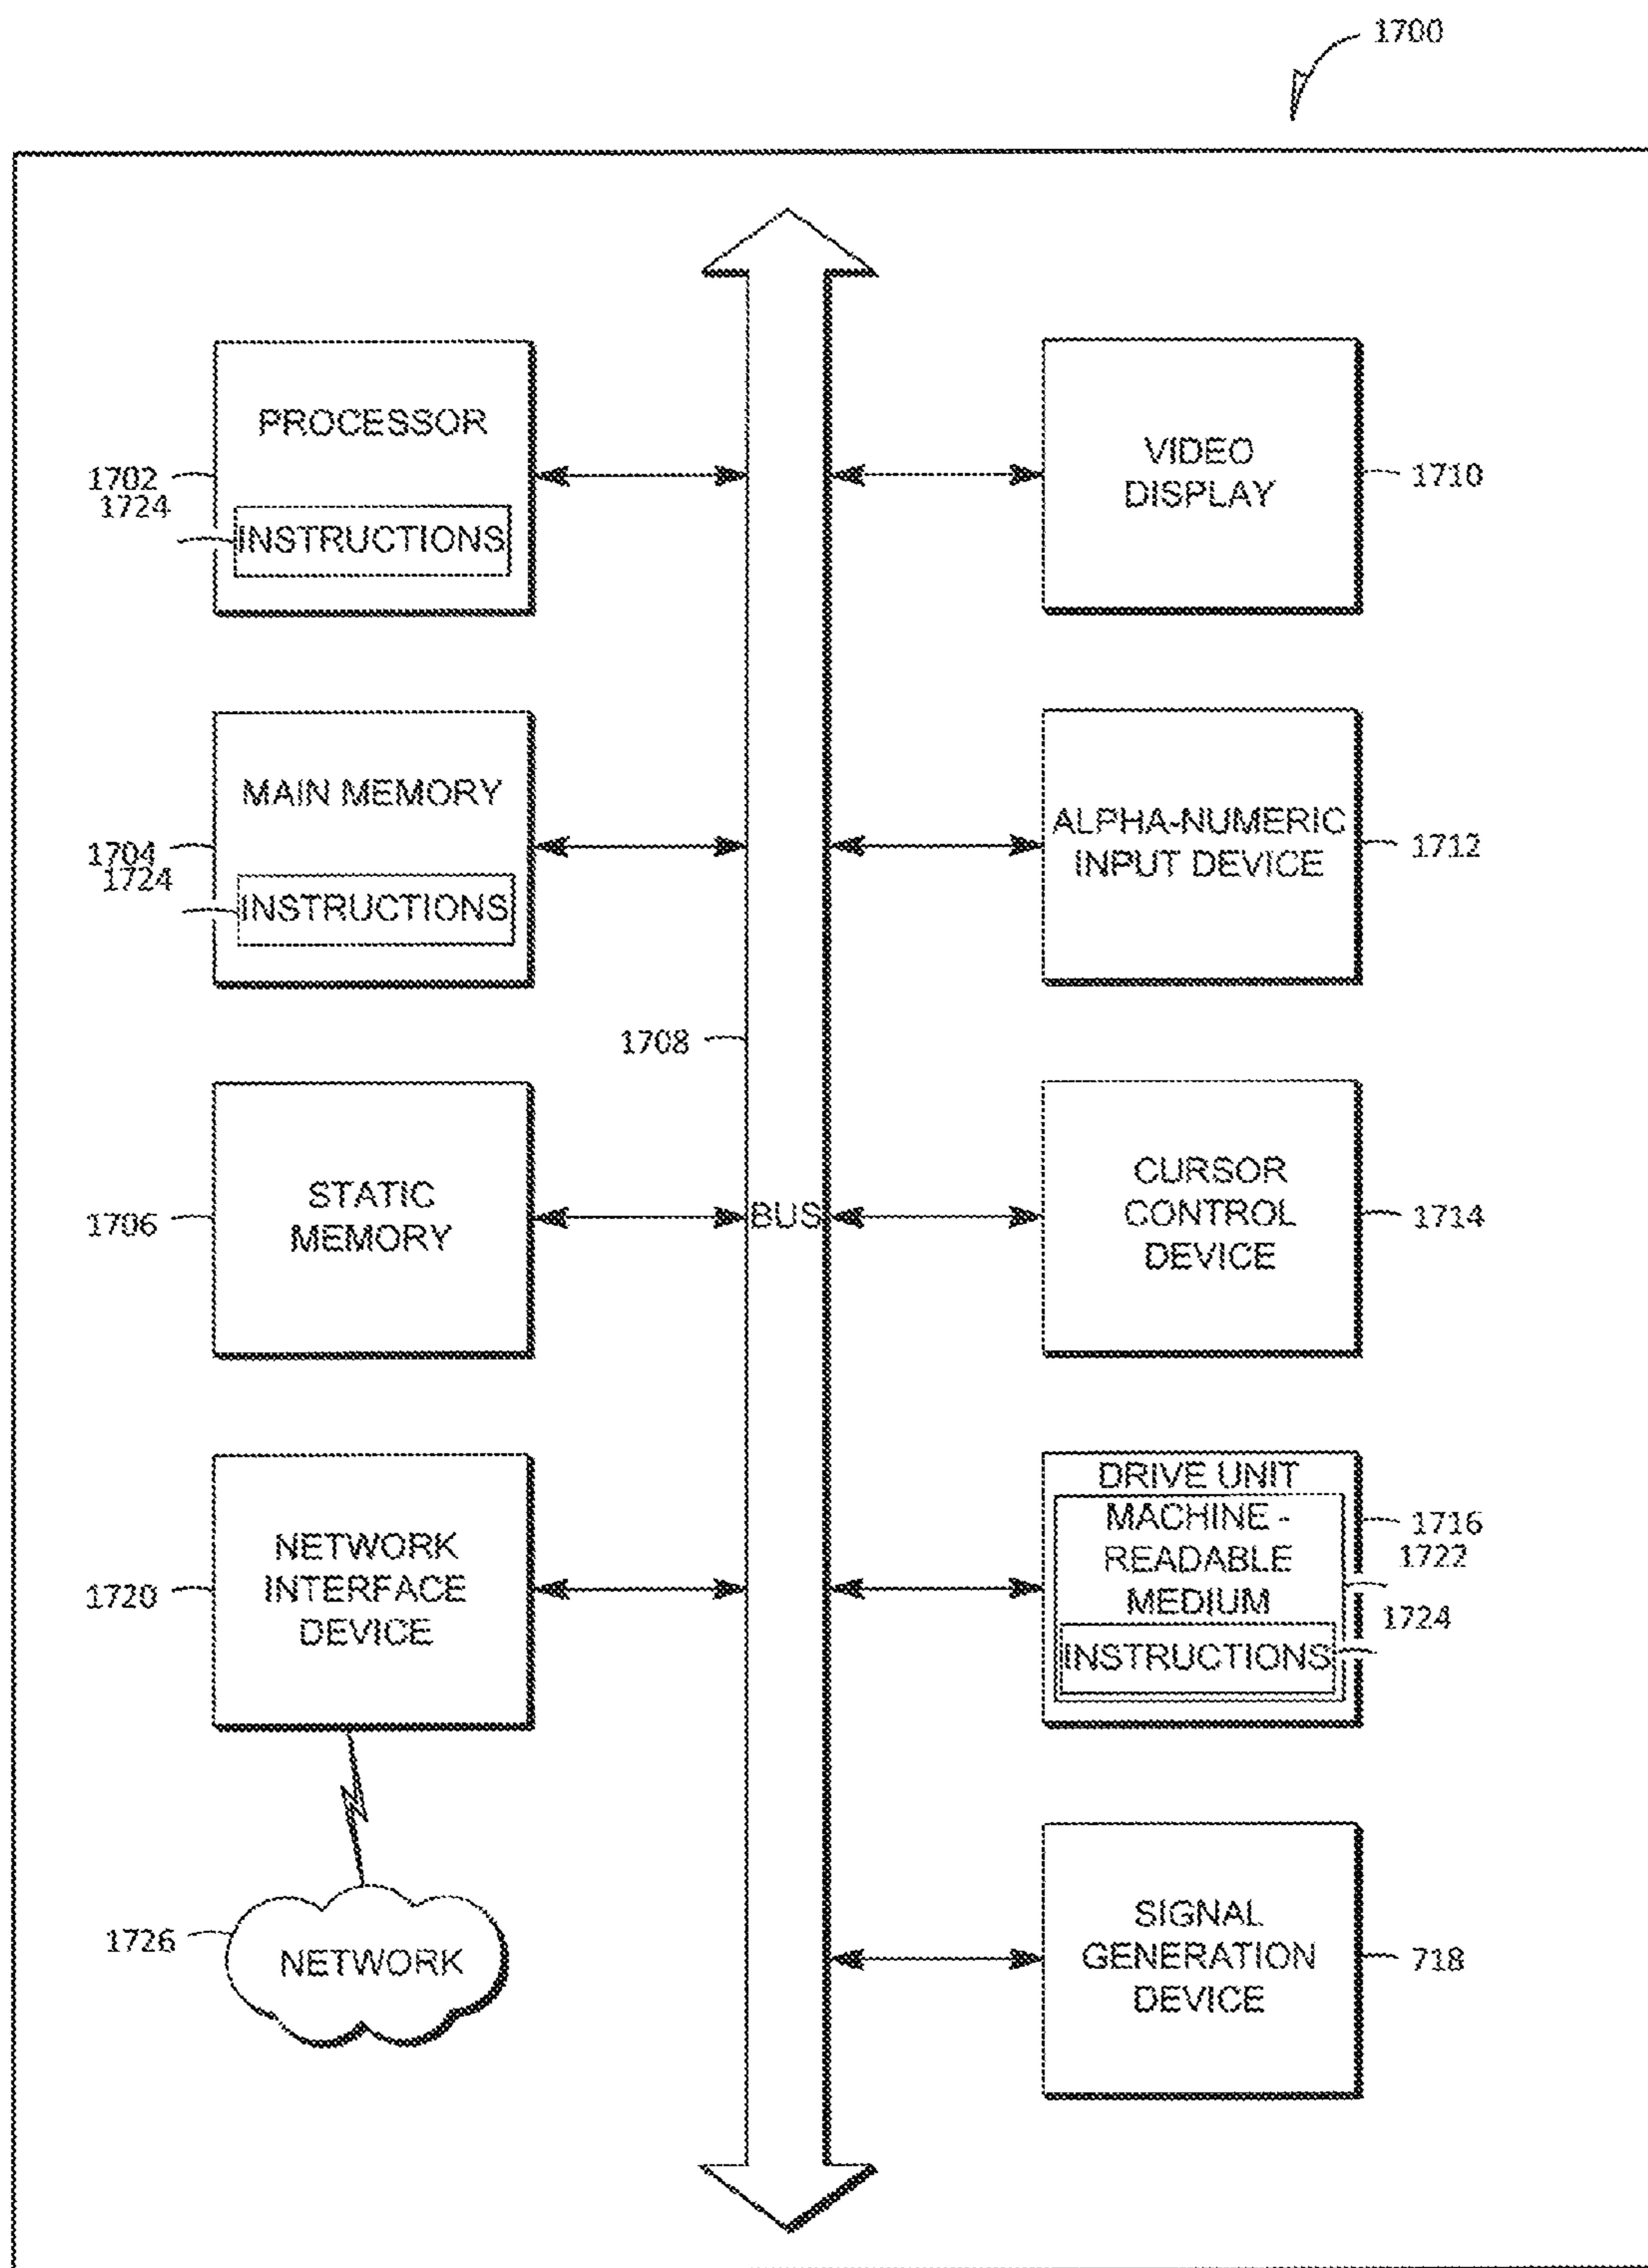 1700
PROCESSOR
1702
1724
INSTRUCTIONS
VIDEO
DISPLAY
1710
MAIN MEMORY
1704
1724
INSTRUCTIONS
ALPHA-NUMERIC
INPUT DEVICE
1712
1708
STATIC
MEMORY
1706
BUS
CURSOR
CONTROL
DEVICE
1714
NETWORK
INTERFACE
DEVICE
1720
DRIVE UNIT
MACHINE -
READABLE
MEDIUM
INSTRUCTIONS
1716
1722
1724
1726
NETWORK
SIGNAL
GENERATION
DEVICE
718